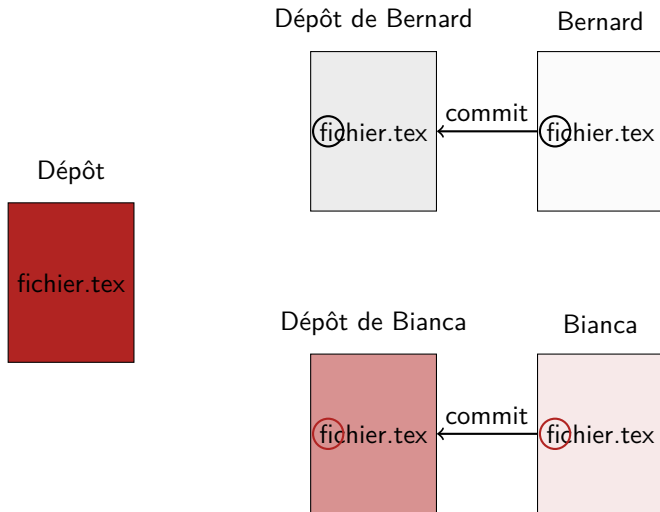 Dépôt de Bernard
Bernard
fichier.tex
commit
fichier.tex
Dépôt
fichier.tex
Dépôt de Bianca
Bianca
fichier.tex
commit
fichier.tex